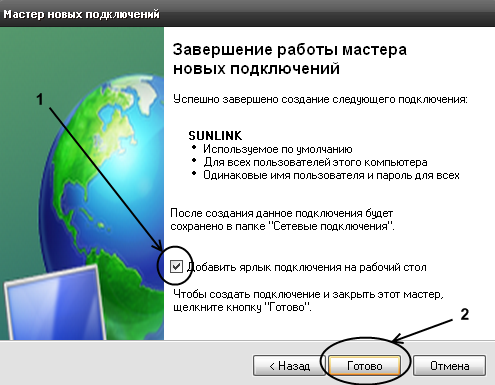 Мастер новых подключений
Завершение работы мастера
новых подключений
1
Успешно завершено создание следующего подключения:
SUNLINK
• Используемое по умолчанию
• Для всех пользователей этого компьютера
• Одинаковые имя пользователя и пароль для всех
После создания данное подключения будет
сохранено в папке "Сетевые подключения".
Добавить ярлык подключения на рабочий стол
Чтобы создать подключение и закрыть этот мастер,
щелкните кнопку "Готово".
2
< Назад
Готово
Отмена